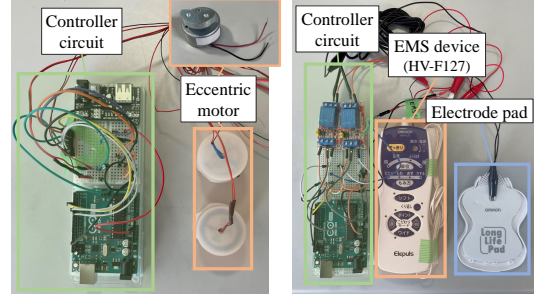 Controller
circuit
Eccentric
motor
Controller
circuit
EMS device
(HV-F127)
Electrode pad
Elepuls
OMRON
Long
Life
Pad